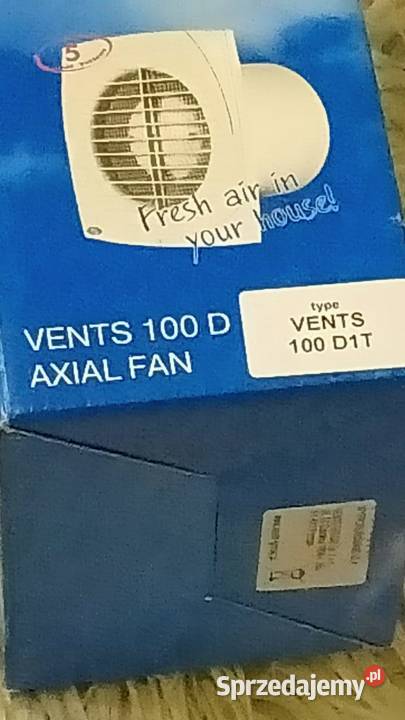 5
Fresh air in
your house!
VENTS 100 D
AXIAL FAN
type
VENTS
100 D1T
Sprzedajemy.pl